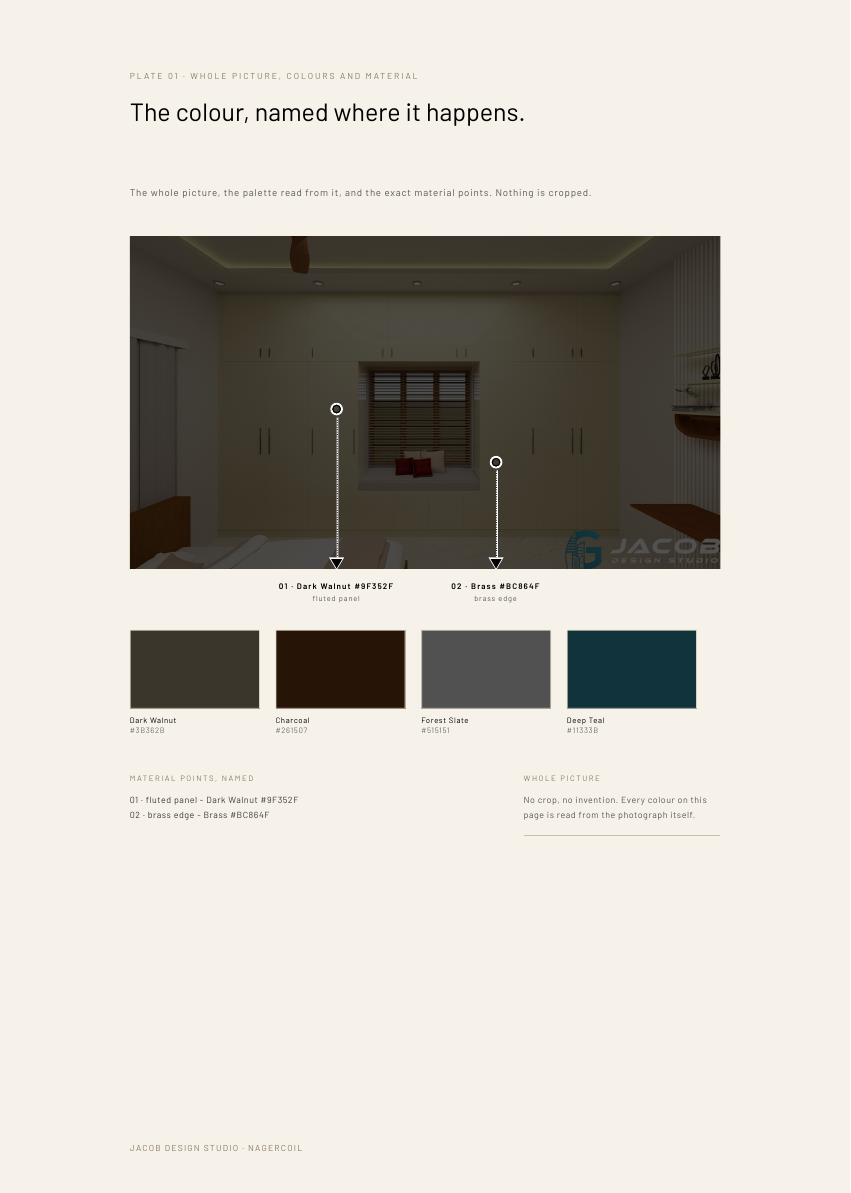 PLATE 01 · WHOLE PICTURE, COLOURS AND MATERIAL
The colour, named where it happens.
The whole picture, the palette read from it, and the exact material points. Nothing is cropped.
JACOB
DESIGN STUDIO
01 · Dark Walnut #9F352F
fluted panel
02 · Brass #BC864F
brass edge
Dark Walnut
#3B362B
Charcoal
#261507
Forest Slate
#515151
Deep Teal
#11333B
MATERIAL POINTS, NAMED
01 · fluted panel - Dark Walnut #9F352F
02 · brass edge - Brass #BC864F
WHOLE PICTURE
No crop, no invention. Every colour on this
page is read from the photograph itself.
JACOB DESIGN STUDIO · NAGERCOIL